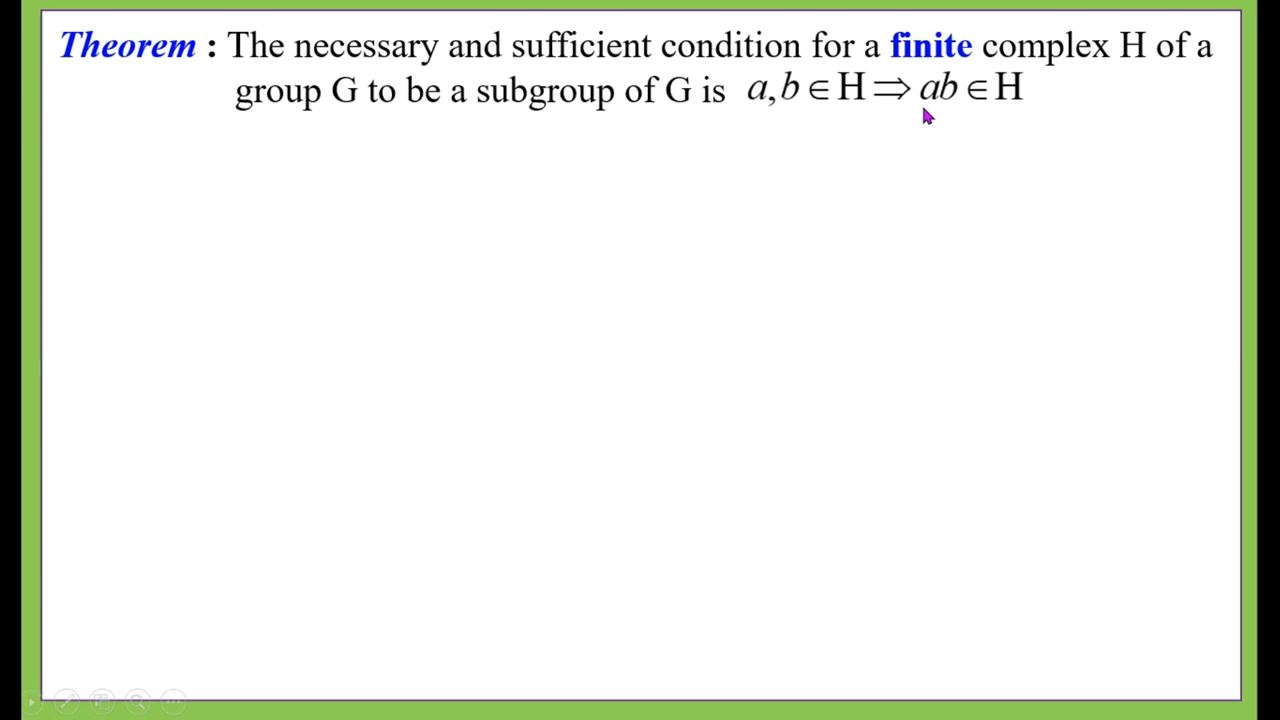 Theorem : The necessary and sufficient condition for a finite complex H of a
group G to be a subgroup of G is a, b ∈ H ⇒ ab ∈ H